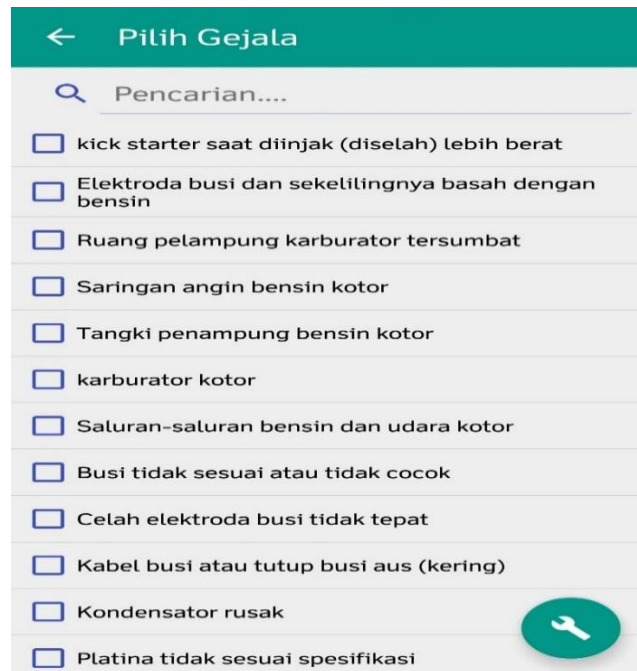 Pilih Gejala
Pencarian....
kick starter saat diinjak (diselah) lebih berat
Elektroda busi dan sekelilingnya basah dengan
bensin
Ruang pelampung karburator tersumbat
Saringan angin bensin kotor
Tangki penampung bensin kotor
karburator kotor
Saluran-saluran bensin dan udara kotor
Busi tidak sesuai atau tidak cocok
Celah elektroda busi tidak tepat
Kabel busi atau tutup busi aus (kering)
Kondensator rusak
Platina tidak sesuai spesifikasi